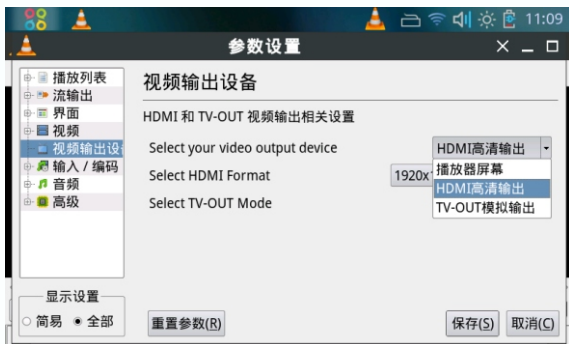 11:09
参数设置
播放列表
流输出
界面
视频
视频输出设
输入 / 编码
音频
高级
显示设置
简易 全部
视频输出设备
HDMI 和 TV-OUT 视频输出相关设置
Select your video output device HDMI高清输出
Select HDMI Format 1920x
Select TV-OUT Mode
播放器屏幕
HDMI高清输出
TV-OUT模拟输出
重置参数(R) 保存(S) 取消(C)